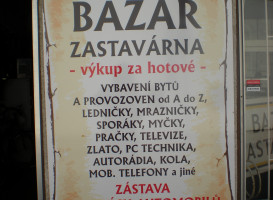 BAZAR
ZASTAVÁRNA
- výkup za hotové -
VYBAVENÍ BYTŮ
A PROVOZOVEN od A do Z,
LEDNIČKY, MRAZNIČKY,
SPORÁKY, MYČKY,
PRAČKY, TELEVIZE,
ZLATO, PC TECHNIKA,
AUTORÁDIA, KOLA,
MOB. TELEFONY a jiné
ZÁSTAVA
AUTOMOBILŮ